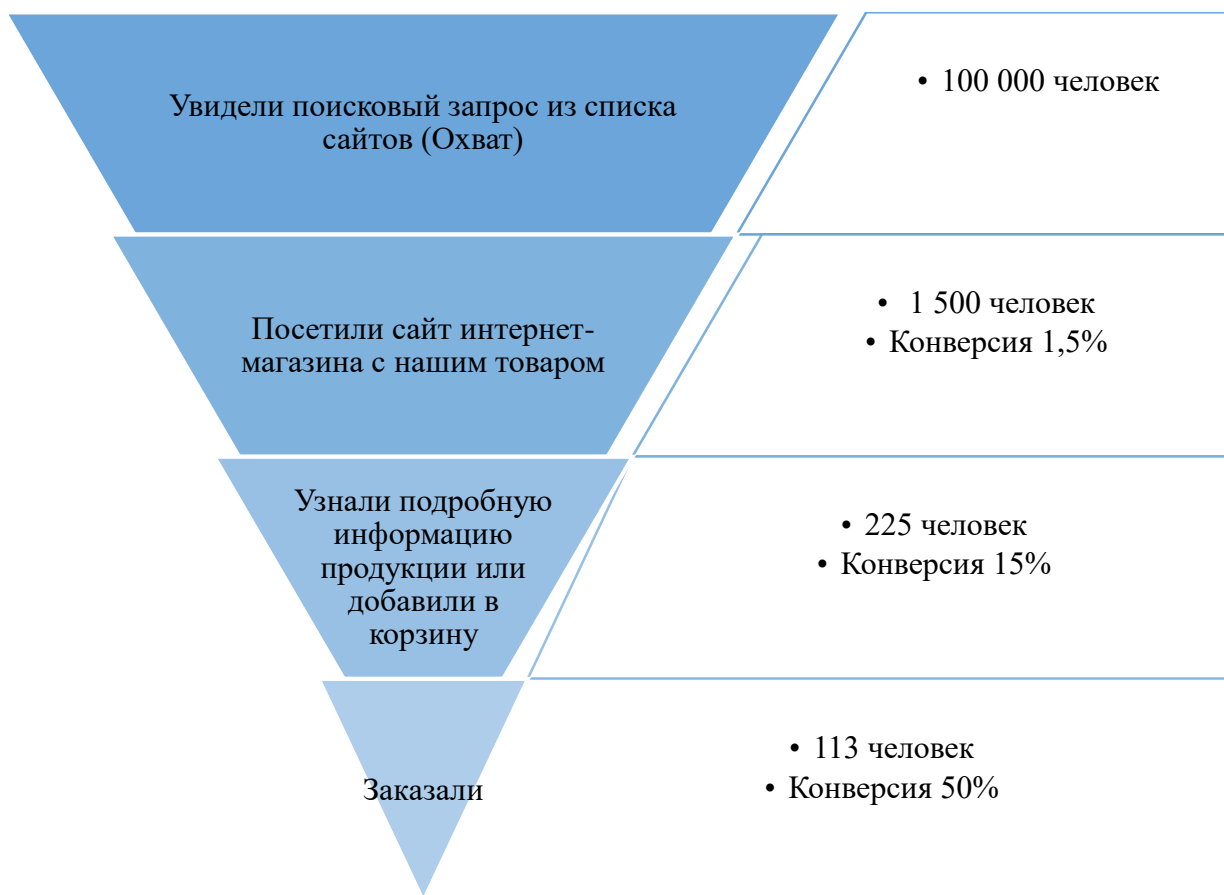 Увидели поисковый запрос из списка
сайтов (Охват)
• 100 000 человек
Посетили сайт интернет-
магазина с нашим товаром
• 1 500 человек
• Конверсия 1,5%
Узнали подробную
информацию
продукции или
добавили в
корзину
• 225 человек
• Конверсия 15%
Заказали
• 113 человек
• Конверсия 50%